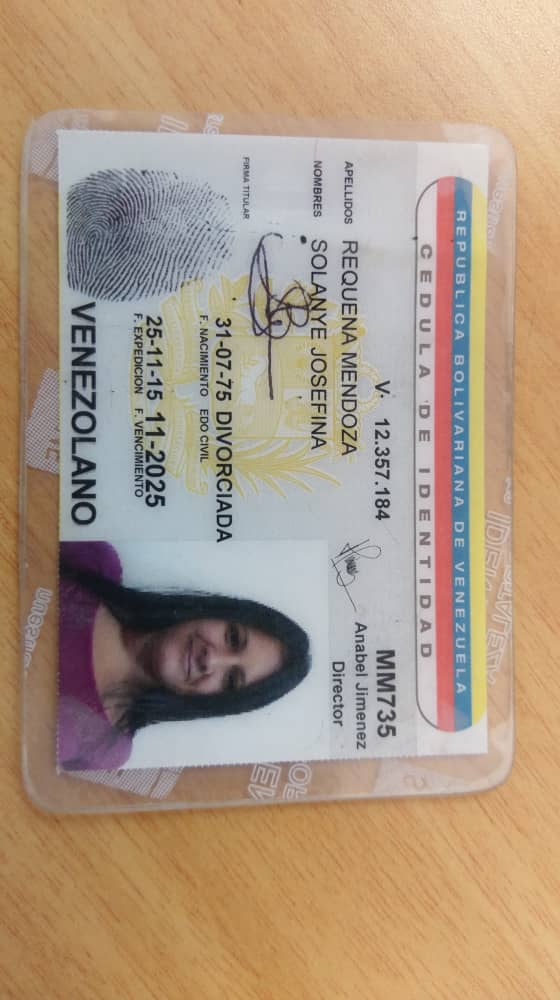 REPUBLICA BOLIVARIANA DE VENEZUELA
CEDULA DE IDENTIDAD
V- 12.357.184 MM735
APELLIDOS REQUENA MENDOZA
Anabel Jimenez
Director
NOMBRES SOLANYE JOSEFINA
FIRMA TITULAR
31-07-75 DIVORCIADA
F. NACIMIENTO EDO CIVIL
25-11-15 11-2025
F. EXPEDICION F. VENCIMIENTO
VENEZOLANO